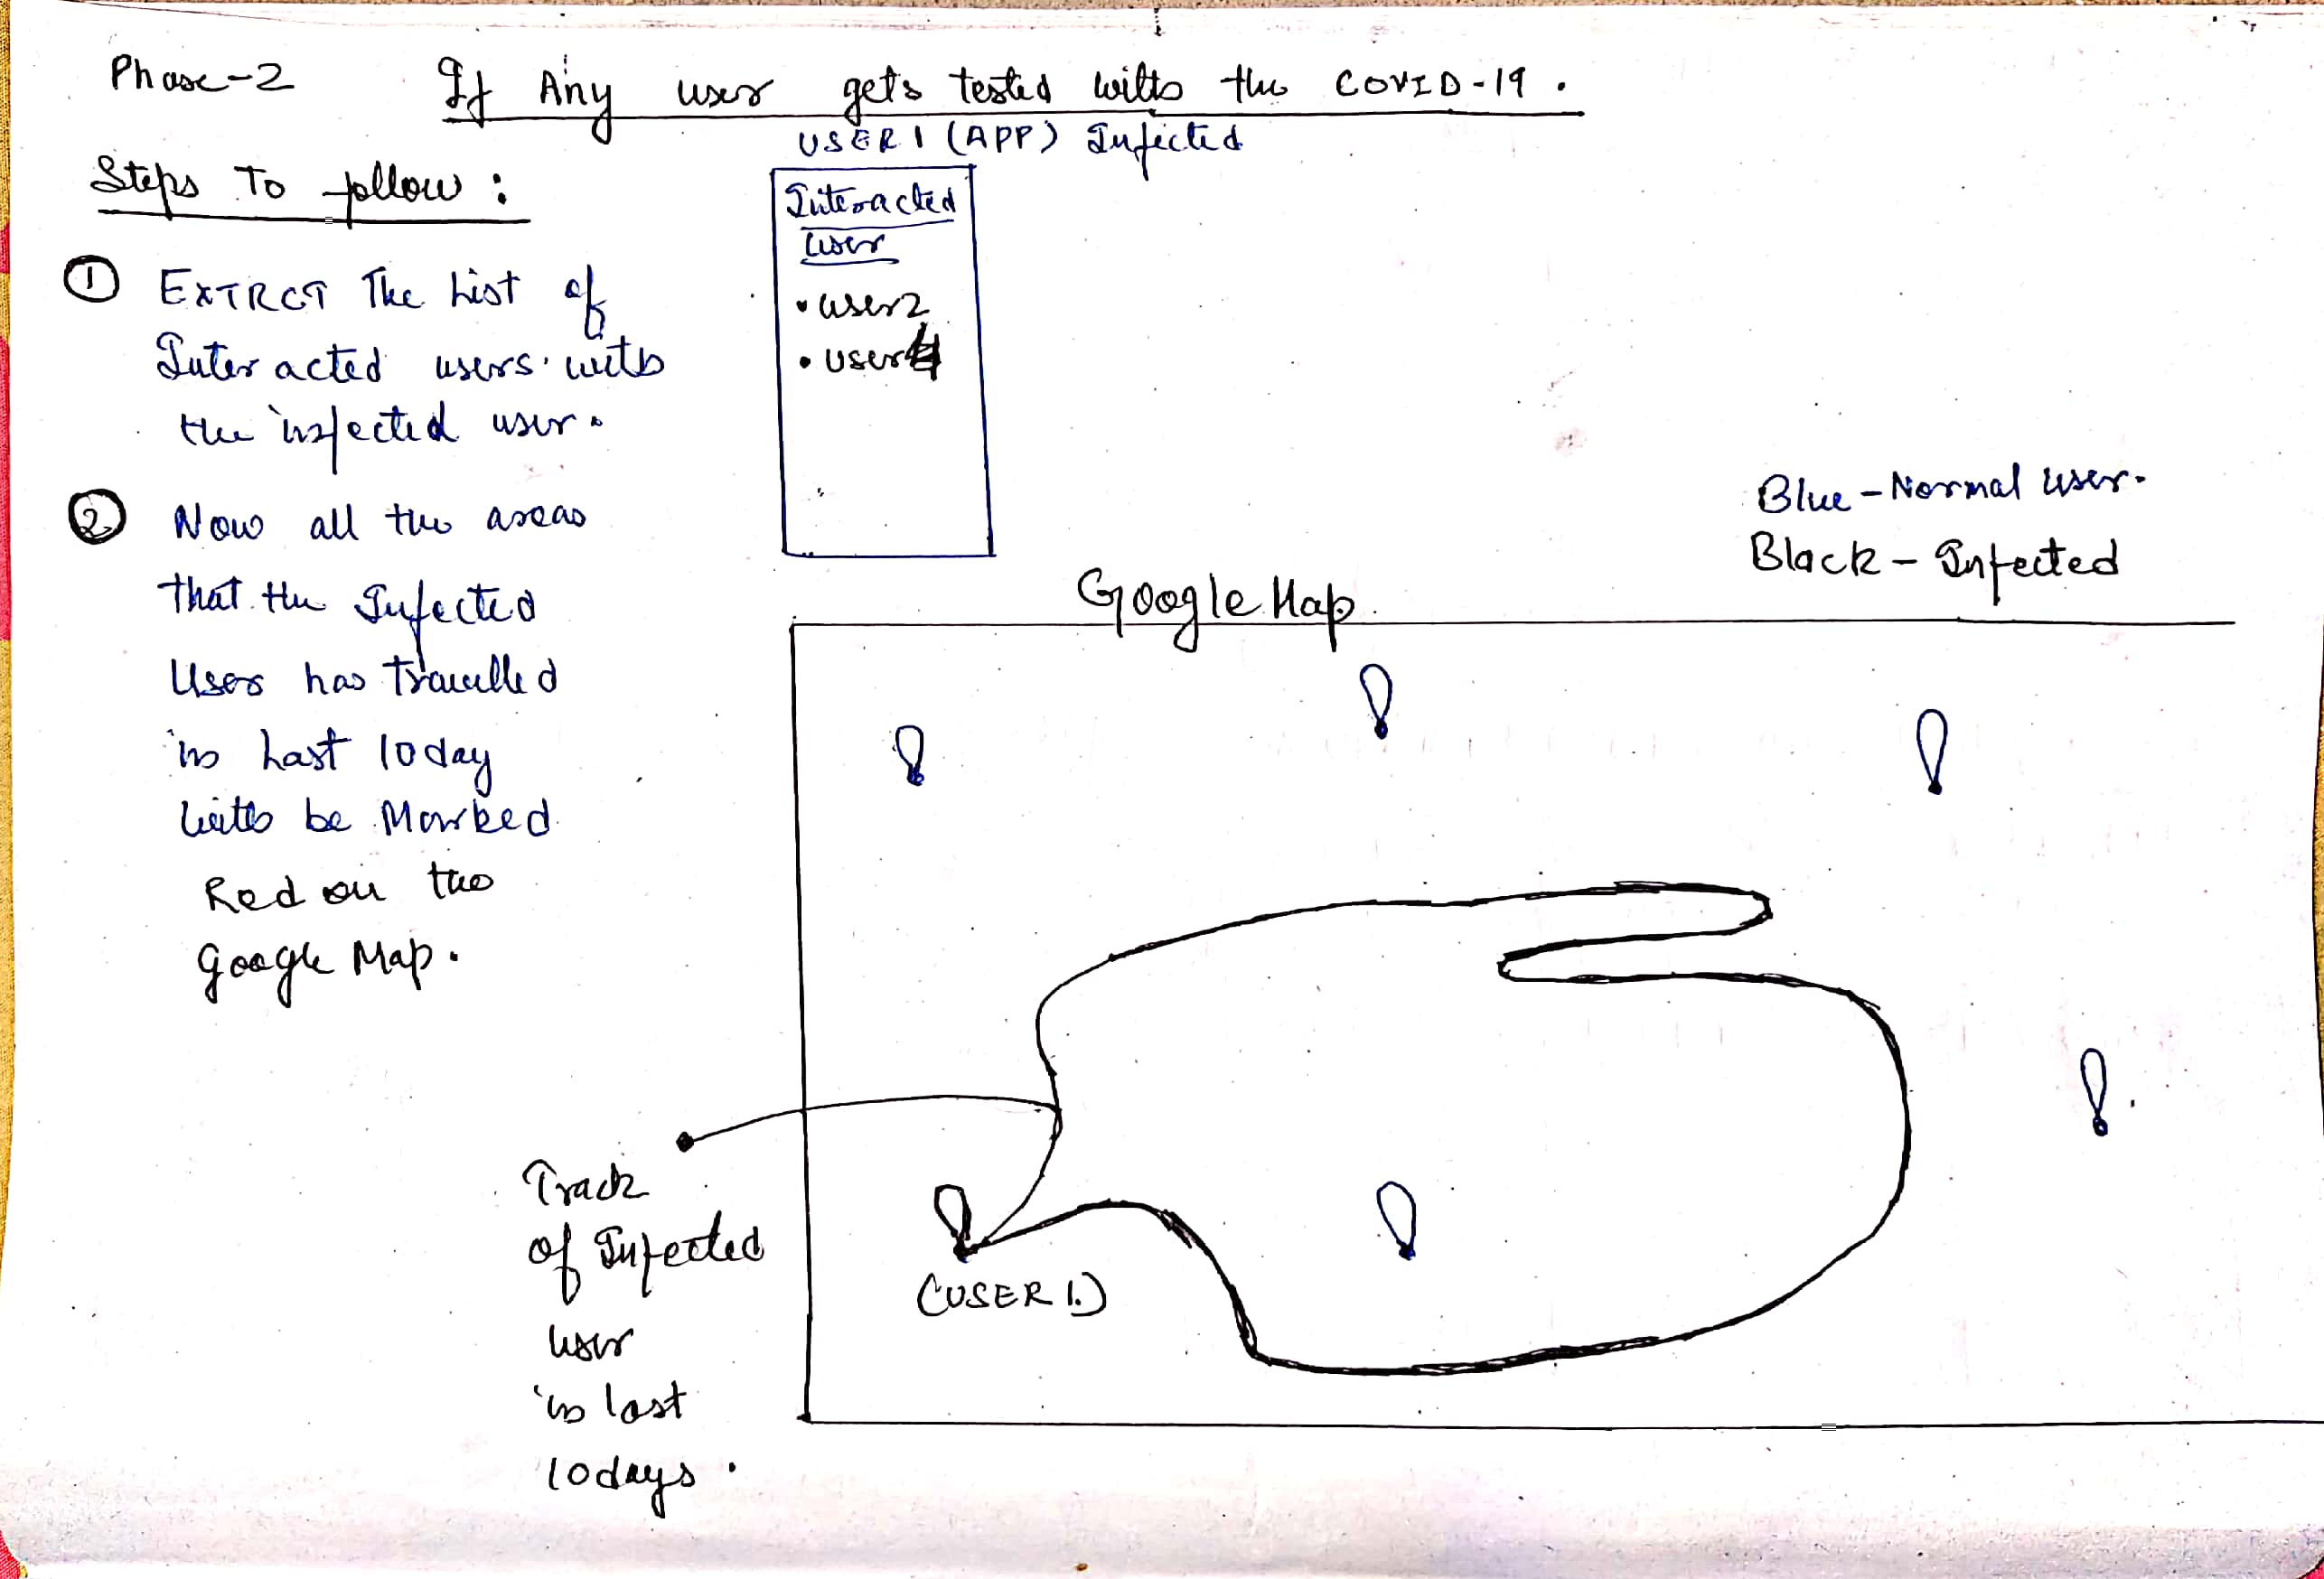 Phase-2
If Any user gets tested with the COVID-19.
USER 1 (APP) Infected
Steps To follow :
① EXTRCT The List of
Interacted users with
the infected user.
② Now all the areas
that the Infected
User has Travelled
in Last 10day
with be Marked
Red on the
Google Map.
Interacted
User
• user2
• user4
Blue - Normal User.
Black - Infected
Google Map
Track
of Infected
user
in last
10days.
(USER 1.)